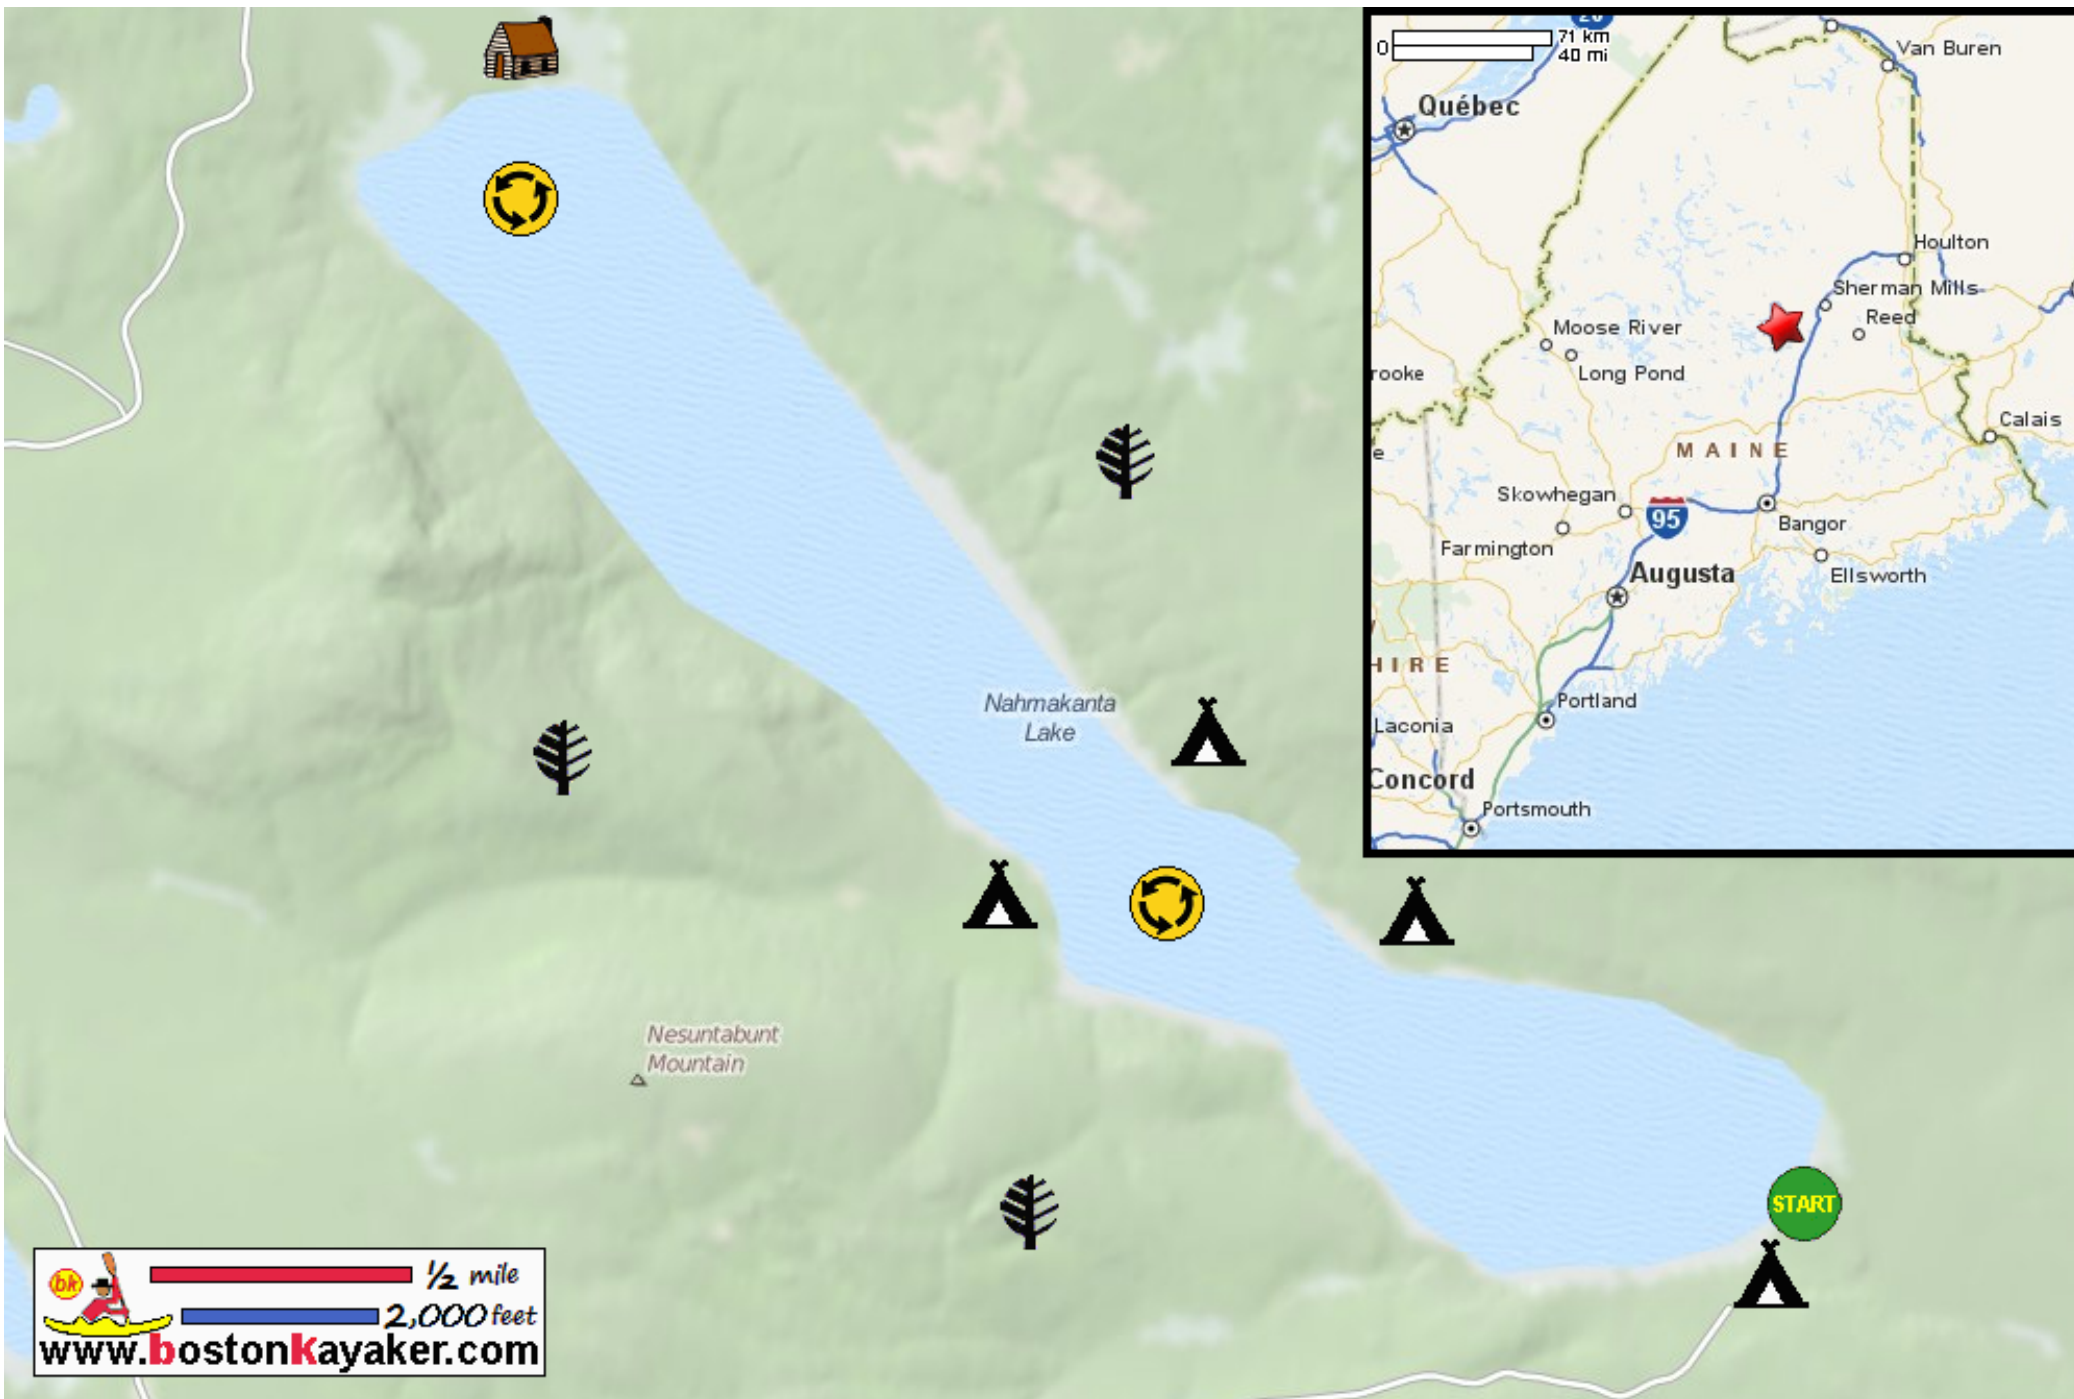 START
Nahmakanta
Lake
Nesuntabunt
Mountain
bk
½ mile
2,000 feet
www.bostonKayaker.com
20
0
71 km
40 mi
Van Buren
Québec
Houlton
Sherman Mills
Reed
Moose River
Long Pond
rooke
Calais
MAINE
e
Skowhegan
95
Bangor
Farmington
Ellsworth
Augusta
HIRE
Portland
Laconia
Concord
Portsmouth